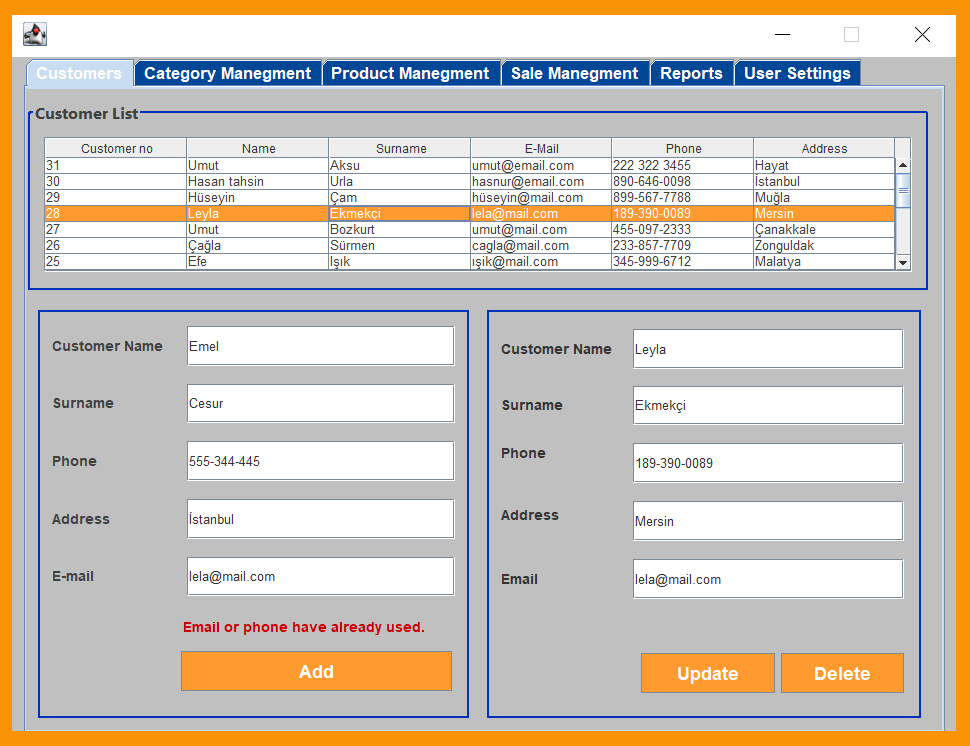 Customers Category Manegment Product Manegment Sale Manegment Reports User Settings
Customer List
Customer no Name Surname E-Mail Phone Address
31 Umut Aksu umut@email.com 222 322 3455 Hayat
30 Hasan tahsin Urla hasnur@email.com 890-646-0098 İstanbul
29 Hüseyin Çam hüseyin@mail.com 899-567-7788 Muğla
28 Leyla Ekmekçi lela@mail.com 189-390-0089 Mersin
27 Umut Bozkurt umut@mail.com 455-097-2333 Çanakkale
26 Çağla Sürmen cagla@mail.com 233-857-7709 Zonguldak
25 Efe Işık ışik@mail.com 345-999-6712 Malatya
Customer Name Emel
Surname Cesur
Phone 555-344-445
Address İstanbul
E-mail lela@mail.com
Email or phone have already used.
Add
Customer Name Leyla
Surname Ekmekçi
Phone 189-390-0089
Address Mersin
Email lela@mail.com
Update Delete